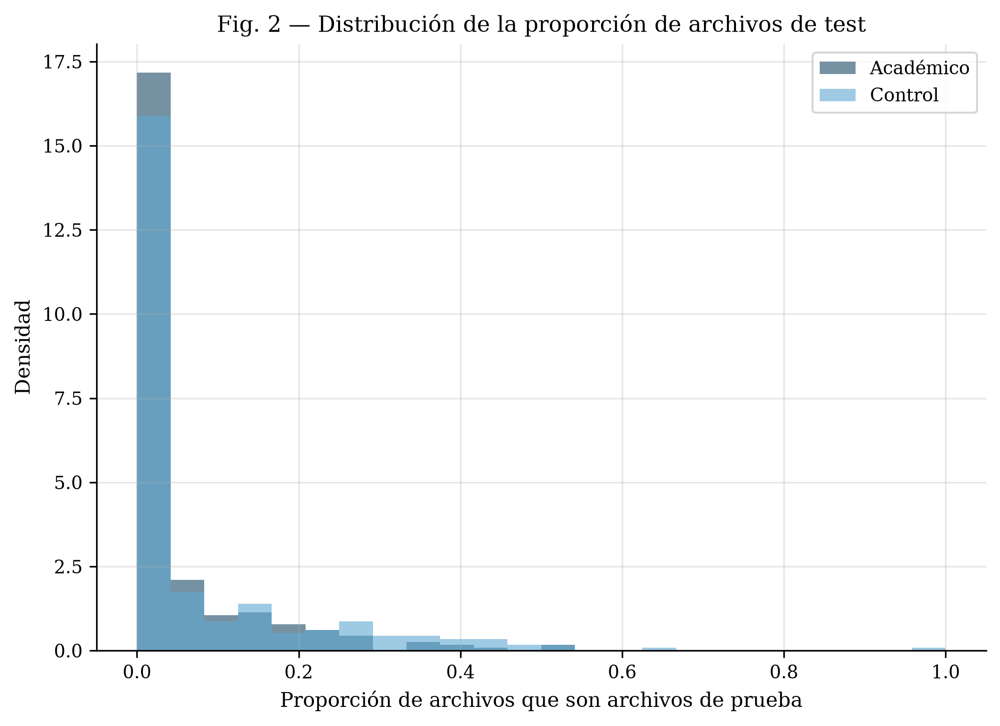 Fig. 2 — Distribución de la proporción de archivos de test
Académico
Control
Densidad
17.5
15.0
12.5
10.0
7.5
5.0
2.5
0.0
0.0 0.2 0.4 0.6 0.8 1.0
Proporción de archivos que son archivos de prueba